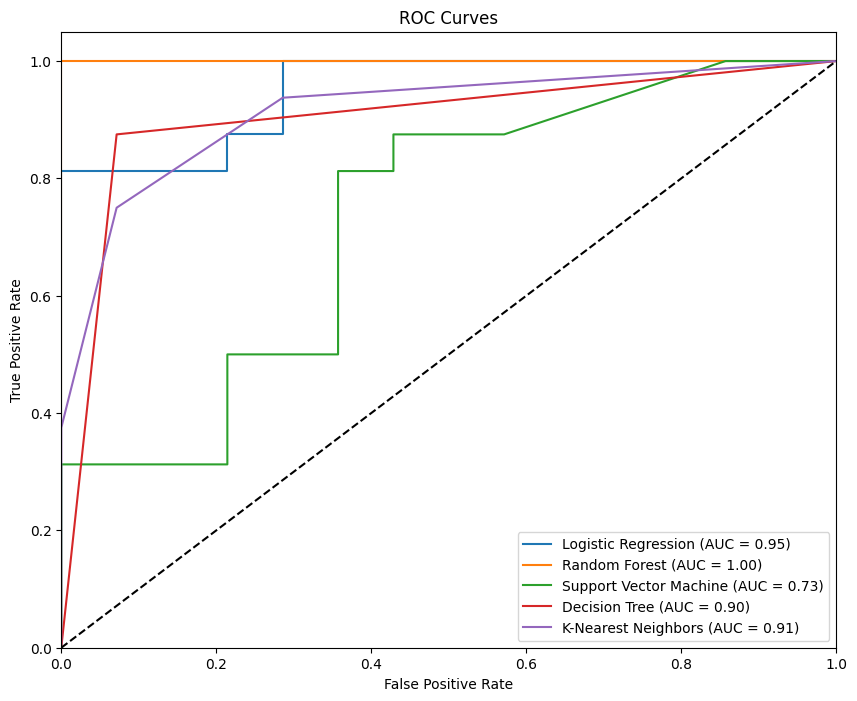 ROC Curves
True Positive Rate
1.0
0.8
0.6
0.4
0.2
0.0
0.0 0.2 0.4 0.6 0.8 1.0
False Positive Rate
Logistic Regression (AUC = 0.95)
Random Forest (AUC = 1.00)
Support Vector Machine (AUC = 0.73)
Decision Tree (AUC = 0.90)
K-Nearest Neighbors (AUC = 0.91)